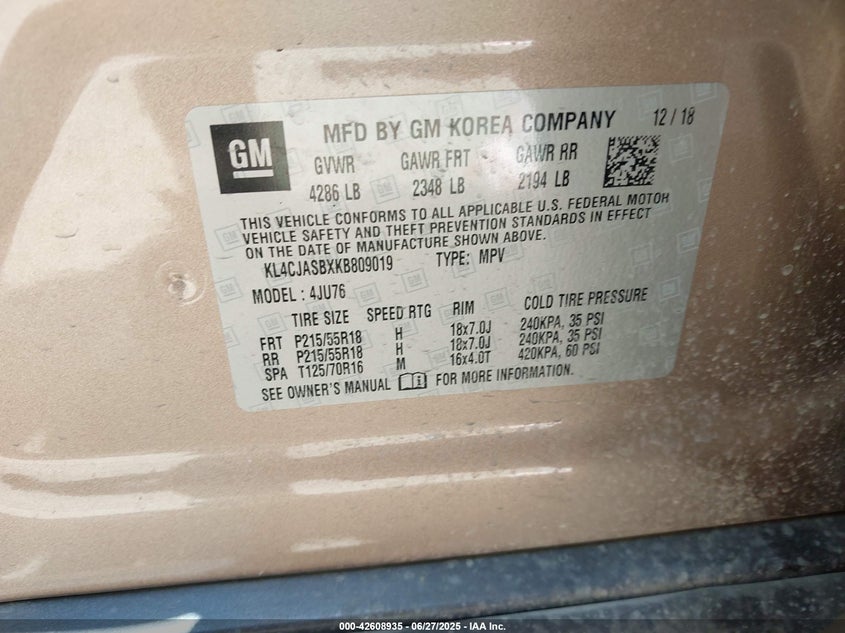 GM
MFD BY GM KOREA COMPANY 12 / 18
GVWR GAWR FRT GAWR RR
4286 LB 2348 LB 2194 LB
THIS VEHICLE CONFORMS TO ALL APPLICABLE U.S. FEDERAL MOTOR
VEHICLE SAFETY AND THEFT PREVENTION STANDARDS IN EFFECT
ON THE DATE OF MANUFACTURE SHOWN ABOVE.
KL4CJASBXKB809019 TYPE: MPV
MODEL : 4JU76
TIRE SIZE SPEED RTG RIM COLD TIRE PRESSURE
FRT P215/55R18 H 18x7.0J 240KPA, 35 PSI
RR P215/55R18 H 18x7.0J 240KPA, 35 PSI
SPA T125/70R16 M 16x4.0T 420KPA, 60 PSI
SEE OWNER'S MANUAL FOR MORE INFORMATION.
000-42608935 - 06/27/2025 - IAA Inc.